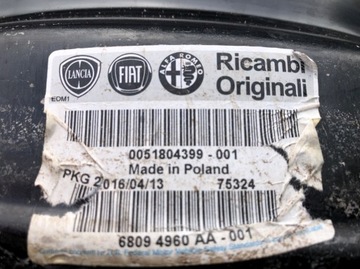 LANCIA
FIAT
ALFA ROMEO
Ricambi
Originali
EDM1
0051804399 -001
Made in Poland
PKG 2016/04/13 75324
6809 4960 AA -001